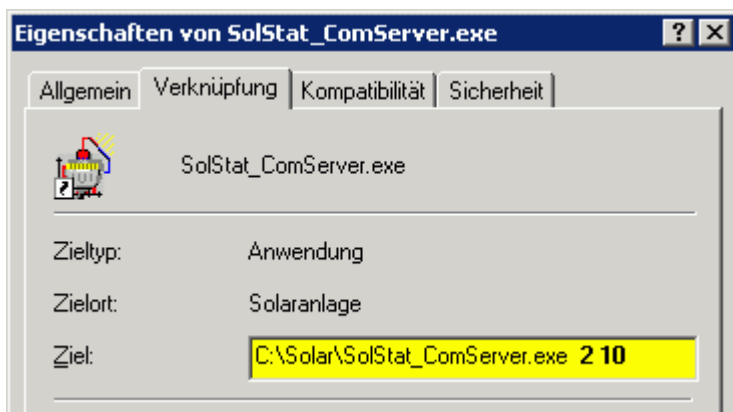 Eigenschaften von SolStat_ComServer.exe ? X
Allgemein Verknüpfung Kompatibilität Sicherheit
SolStat_ComServer.exe
Zieltyp: Anwendung
Zielort: Solaranlage
Ziel: C:\Solar\SolStat_ComServer.exe 2 10